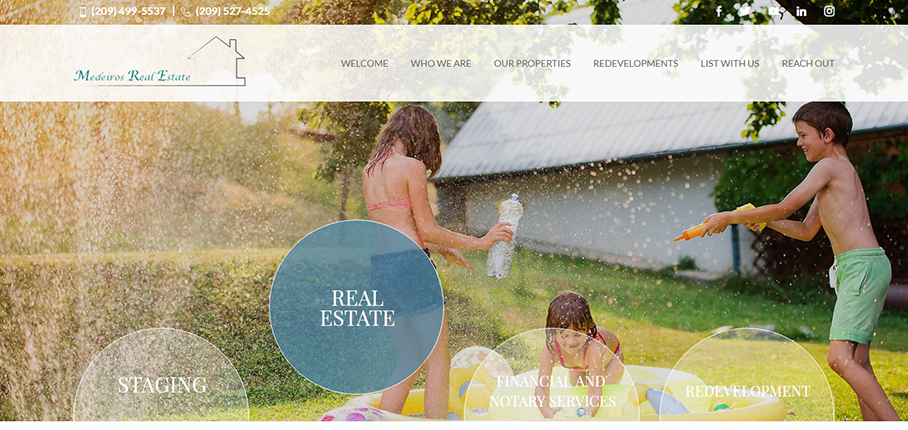 (209) 499-5537 | (209) 527-4525
Medeiros Real Estate
WELCOME WHO WE ARE OUR PROPERTIES REDEVELOPMENTS LIST WITH US REACH OUT
REAL
ESTATE
STAGING
FINANCIAL AND
NOTARY SERVICES
REDEVELOPMENT